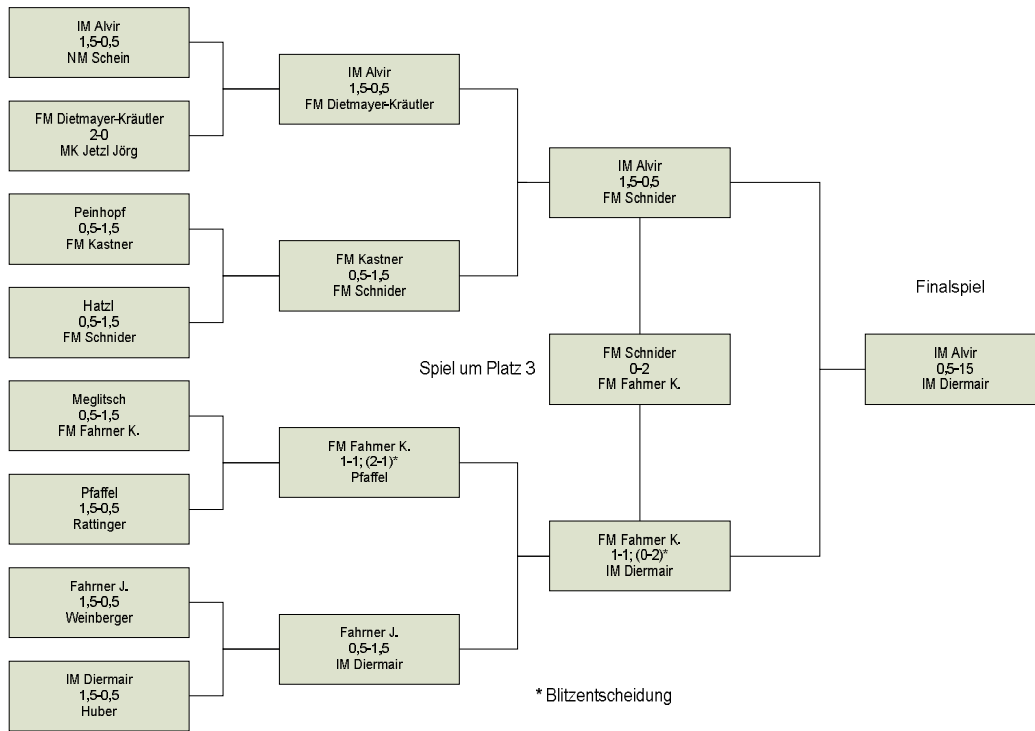 IM Alvir
1,5-0,5
NM Schein
FM Dietmayer-Kräutler
2-0
MK Jetzl Jörg
Peinhopf
0,5-1,5
FM Kastner
Hatzl
0,5-1,5
FM Schnider
Meglitsch
0,5-1,5
FM Fahrner K.
Pfaffel
1,5-0,5
Rattinger
Fahrner J.
1,5-0,5
Weinberger
IM Diermair
1,5-0,5
Huber
IM Alvir
1,5-0,5
FM Dietmayer-Kräutler
FM Kastner
0,5-1,5
FM Schnider
FM Fahrner K.
1-1; (2-1)*
Pfaffel
Fahrner J.
0,5-1,5
IM Diermair
IM Alvir
1,5-0,5
FM Schnider
Spiel um Platz 3
FM Schnider
0-2
FM Fahrner K.
FM Fahrner K.
1-1; (0-2)*
IM Diermair
* Blitzentscheidung
Finalspiel
IM Alvir
0,5-15
IM Diermair